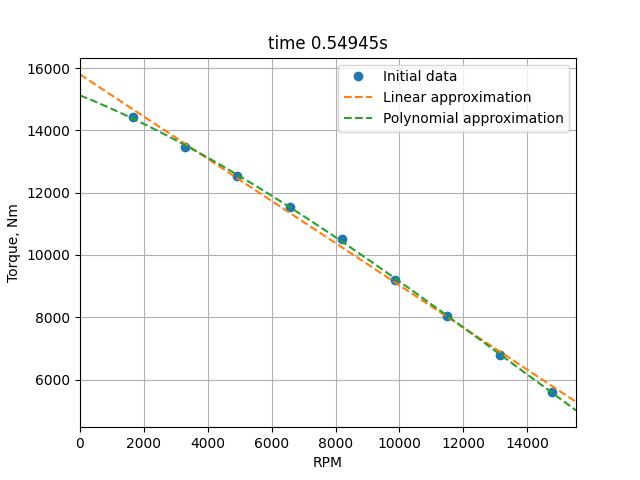 time 0.54945s
Initial data
Linear approximation
Polynomial approximation
Torque, Nm
16000
14000
12000
10000
8000
6000
0 2000 4000 6000 8000 10000 12000 14000
RPM